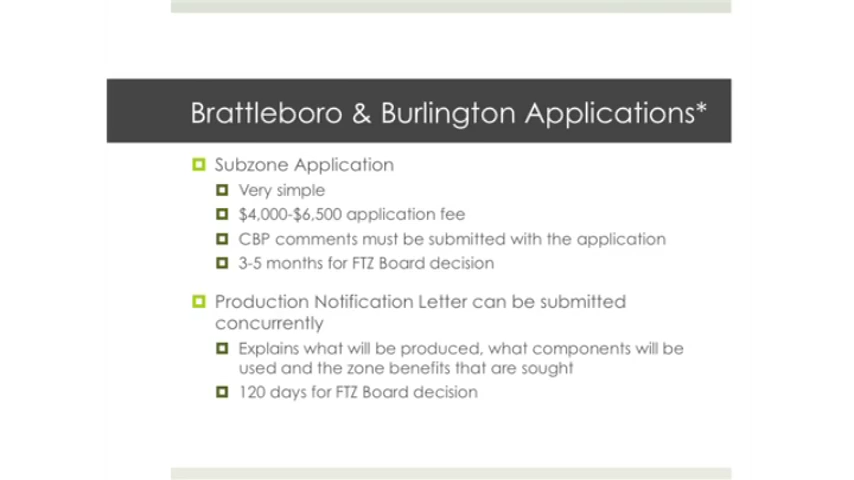 Brattleboro & Burlington Applications*
Subzone Application
Very simple
$4,000-$6,500 application fee
CBP comments must be submitted with the application
3-5 months for FTZ Board decision
Production Notification Letter can be submitted
concurrently
Explains what will be produced, what components will be
used and the zone benefits that are sought
120 days for FTZ Board decision